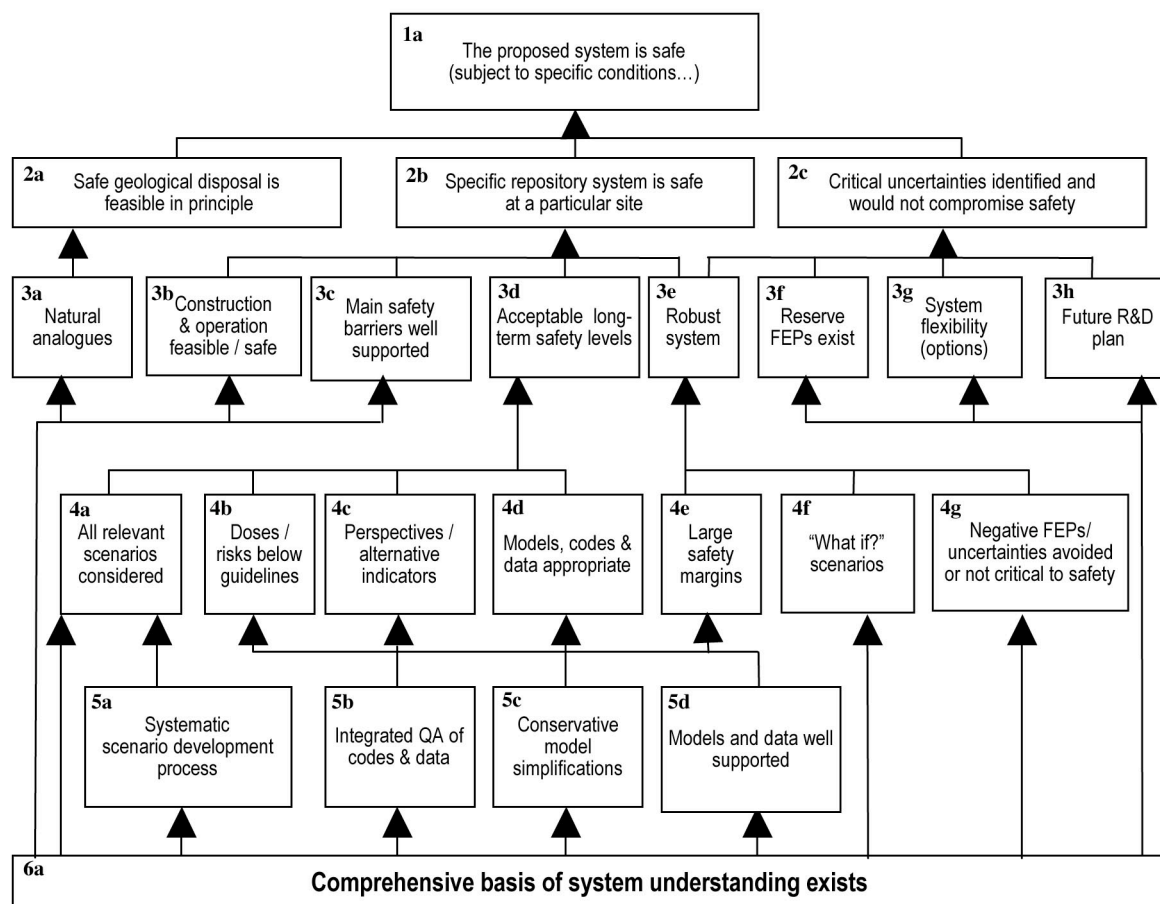 1a
The proposed system is safe
(subject to specific conditions…)
2a
Safe geological disposal is
feasible in principle
2b
Specific repository system is safe
at a particular site
2c
Critical uncertainties identified and
would not compromise safety
3a
Natural
analogues
3b
Construction
& operation
feasible / safe
3c
Main safety
barriers well
supported
3d
Acceptable long-
term safety levels
3e
Robust
system
3f
Reserve
FEPs exist
3g
System
flexibility
(options)
3h
Future R&D
plan
4a
All relevant
scenarios
considered
4b
Doses /
risks below
guidelines
4c
Perspectives /
alternative
indicators
4d
Models, codes &
data appropriate
4e
Large
safety
margins
4f
“What if?”
scenarios
4g
Negative FEPs/
uncertainties avoided
or not critical to safety
5a
Systematic
scenario development
process
5b
Integrated QA of
codes & data
5c
Conservative
model
simplifications
5d
Models and data well
supported
6a
Comprehensive basis of system understanding exists